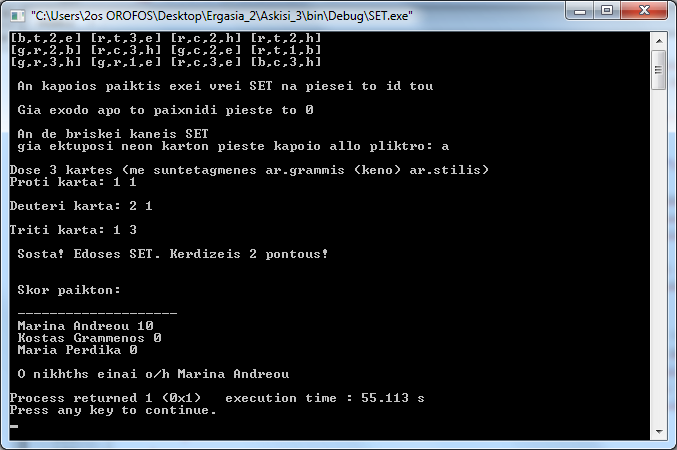 "C:\Users\2os OROFOS\Desktop\Ergasia_2\Askisi_3\bin\Debug\SET.exe"
[b,t,2,e] [r,t,3,e] [r,c,2,h] [r,t,2,h]
[g,r,2,b] [r,c,3,h] [g,c,2,e] [r,t,1,b]
[g,r,3,h] [g,r,1,e] [r,c,3,e] [b,c,3,h]
An kapoios paiktis exei vrei SET na piesei to id tou
Gia exodo apo to paixnidi pieste to 0
An de briskei kaneis SET
gia ektuposi neon karton pieste kapoio allo pliktro: a
Dose 3 kartes (me suntetagmenes ar.grammis (keno) ar.stilis)
Proti karta: 1 1
Deuteri karta: 2 1
Triti karta: 1 3
Sosta! Edoses SET. Kerdizeis 2 pontous!
Skor paikton:
____________________
Marina Andreou 10
Kostas Grammenos 0
Maria Perdika 0
O nikhths einai o/h Marina Andreou
Process returned 1 (0x1)   execution time : 55.113 s
Press any key to continue.